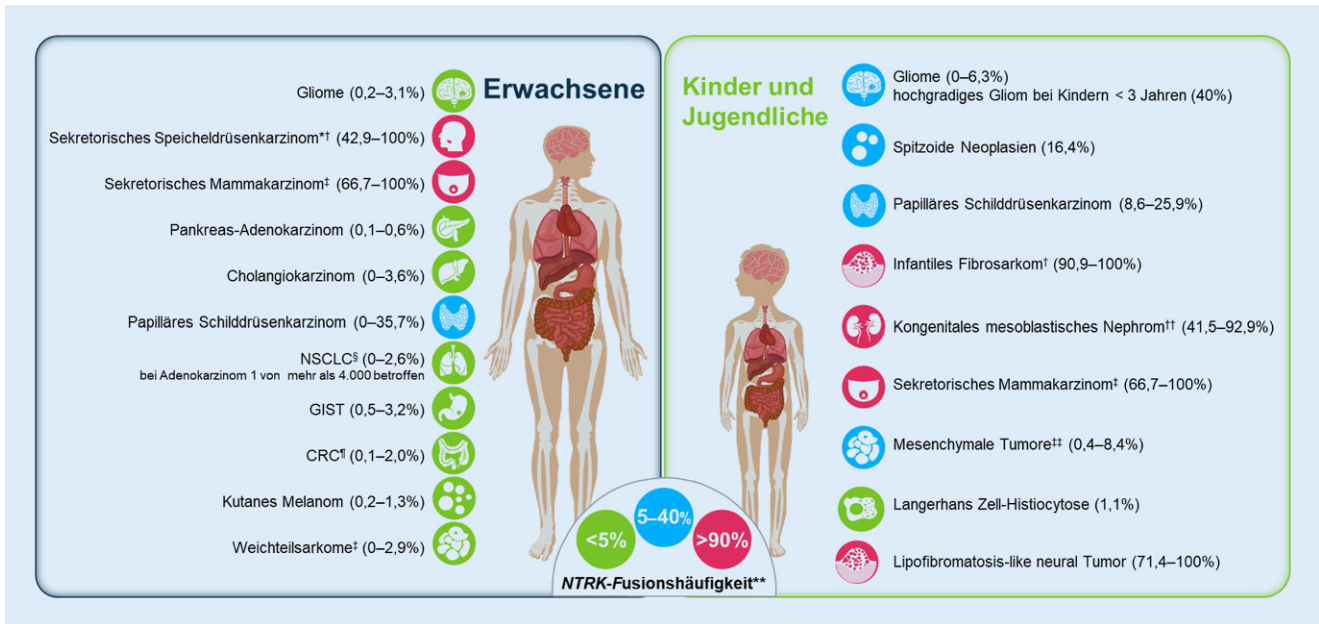 Erwachsene
Gliome (0,2–3,1%)
Sekretorisches Speicheldrüsenkarzinom*† (42,9–100%)
Sekretorisches Mammakarzinom‡ (66,7–100%)
Pankreas-Adenokarzinom (0,1–0,6%)
Cholangiokarzinom (0–3,6%)
Papilläres Schilddrüsenkarzinom (0–35,7%)
NSCLC§ (0–2,6%)
bei Adenokarzinom 1 von mehr als 4.000 betroffen
GIST (0,5–3,2%)
CRC¶ (0,1–2,0%)
Kutanes Melanom (0,2–1,3%)
Weichteilsarkome‡ (0–2,9%)
Kinder und
Jugendliche
Gliome (0–6,3%)
hochgradiges Gliom bei Kindern < 3 Jahren (40%)
Spitzoide Neoplasien (16,4%)
Papilläres Schilddrüsenkarzinom (8,6–25,9%)
Infantiles Fibrosarkom† (90,9–100%)
Kongenitales mesoblastisches Nephrom†† (41,5–92,9%)
Sekretorisches Mammakarzinom‡ (66,7–100%)
Mesenchymale Tumore‡‡ (0,4–8,4%)
Langerhans Zell-Histiocytose (1,1%)
Lipofibromatosis-like neural Tumor (71,4–100%)
<5%
5–40%
>90%
NTRK-Fusionshäufigkeit**